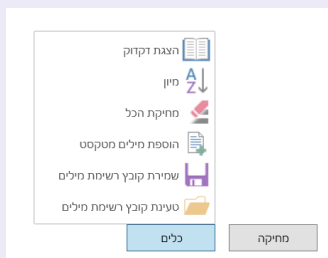 הצגת דקדוק
מיון
מחיקת הכל
הוספת מילים מטקסט
שמירת קובץ רשימת מילים
טעינת קובץ רשימת מילים
כלים
מחיקה